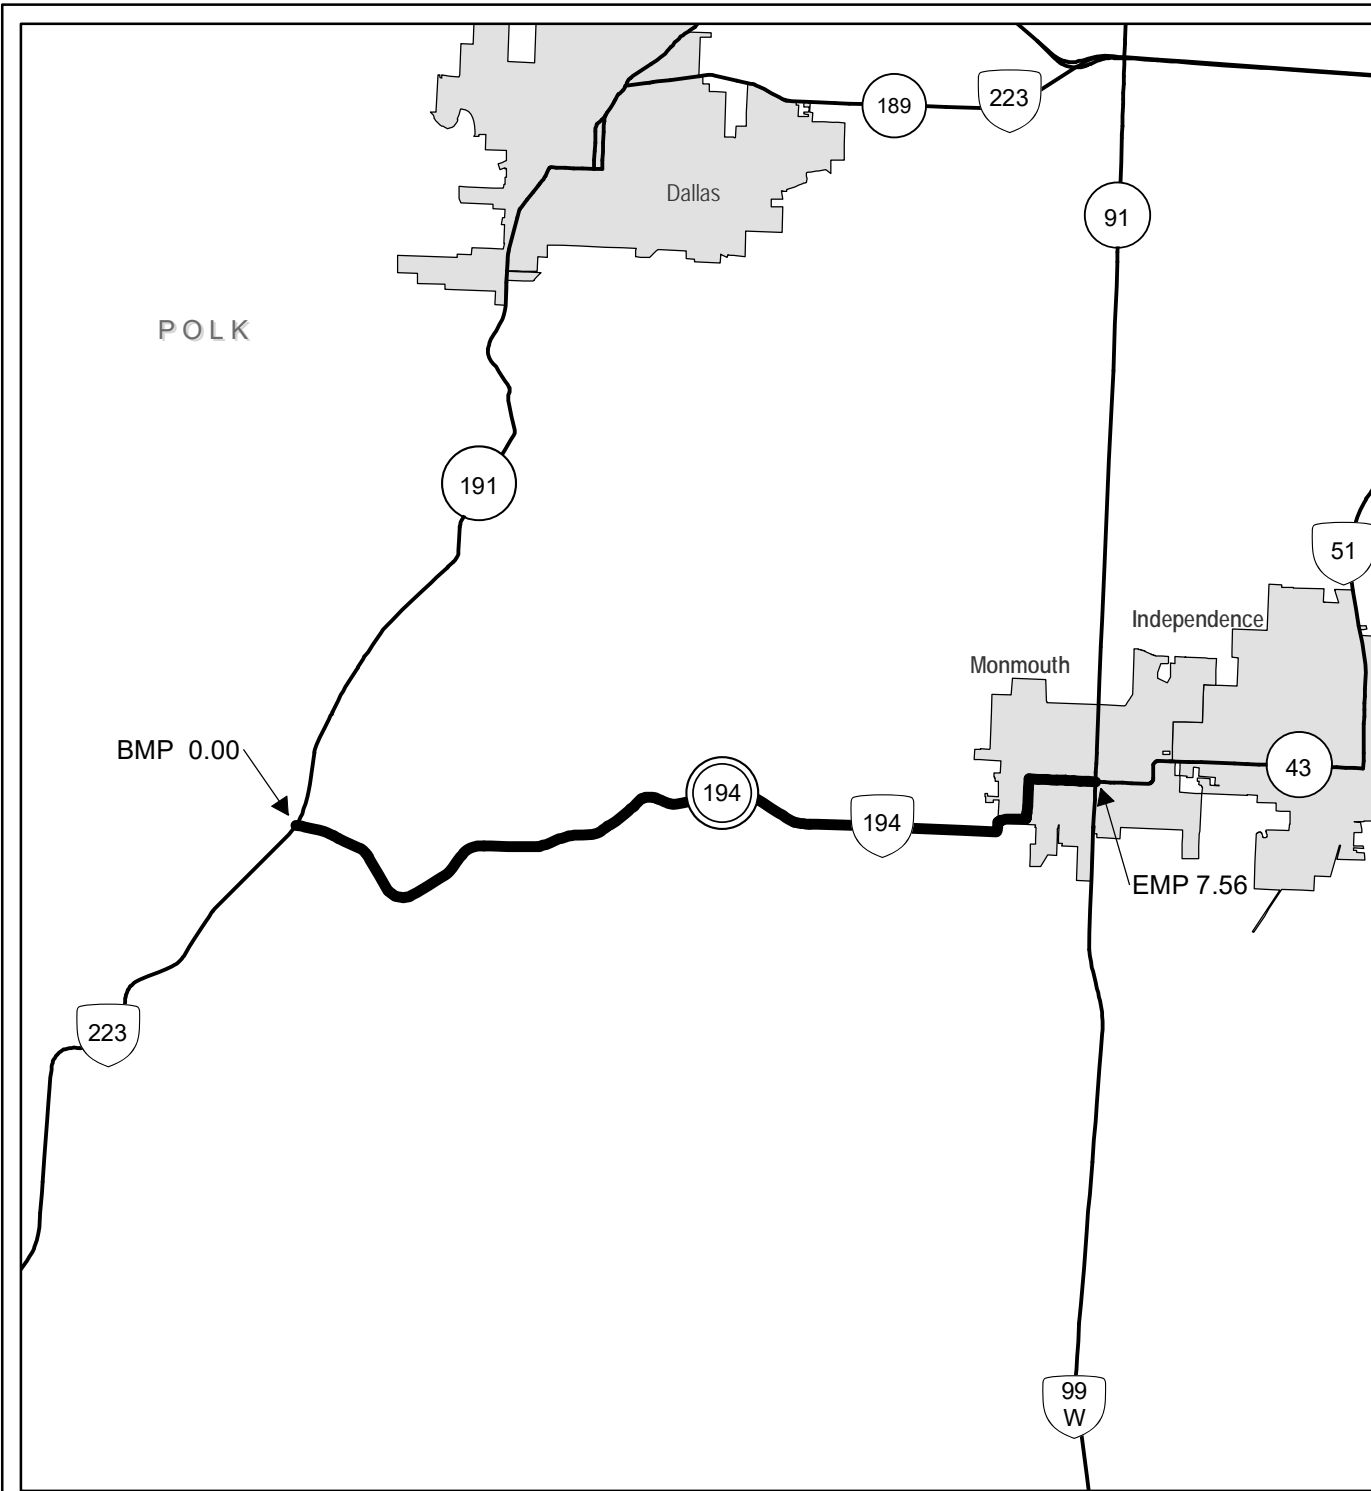 189
223
Dallas
91
POLK
191
51
Independence
Monmouth
BMP 0.00
43
194
194
EMP 7.56
223
99
W